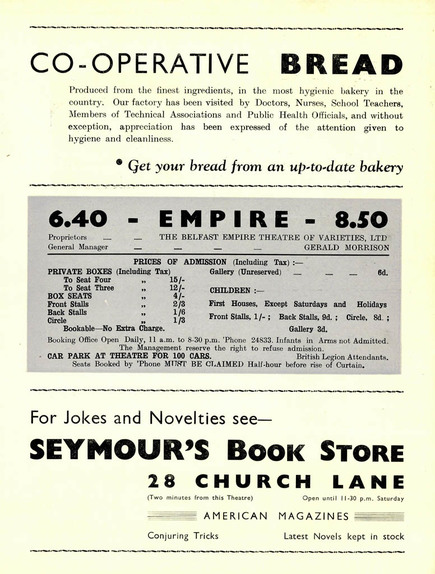 CO-OPERATIVE BREAD
Produced from the finest ingredients, in the most hygienic bakery in the
country. Our factory has been visited by Doctors, Nurses, School Teachers,
Members of Technical Associations and Public Health Officials, and without
exception, appreciation has been expressed of the attention given to
hygiene and cleanliness.
• Get your bread from an up-to-date bakery
6.40 - EMPIRE - 8.50
Proprietors — THE BELFAST EMPIRE THEATRE OF VARIETIES, LTD
General Manager — — — — — GERALD MORRISON
PRICES OF ADMISSION (Including Tax) :—
PRIVATE BOXES (Including Tax)
To Seat Four „ 15/-
To Seat Three „ 12/-
BOX SEATS „ 4/-
Front Stalls „ 2/3
Back Stalls „ 1/6
Circle „ 1/3
Bookable—No Extra Charge.
Gallery (Unreserved) — — — 6d.
CHILDREN :—
First Houses, Except Saturdays and Holidays
Front Stalls, 1/- ; Back Stalls, 9d. ; Circle, 8d. ;
Gallery 3d.
Booking Office Open Daily, 11 a.m. to 8-30 p.m. 'Phone 24833. Infants in Arms not Admitted.
The Management reserve the right to refuse admission.
CAR PARK AT THEATRE FOR 100 CARS. British Legion Attendants.
Seats Booked by 'Phone MUST BE CLAIMED Half-hour before rise of Curtain.
For Jokes and Novelties see—
SEYMOUR'S BOOK STORE
28 CHURCH LANE
(Two minutes from this Theatre) Open until 11-30 p.m. Saturday
AMERICAN MAGAZINES
Conjuring Tricks Latest Novels kept in stock